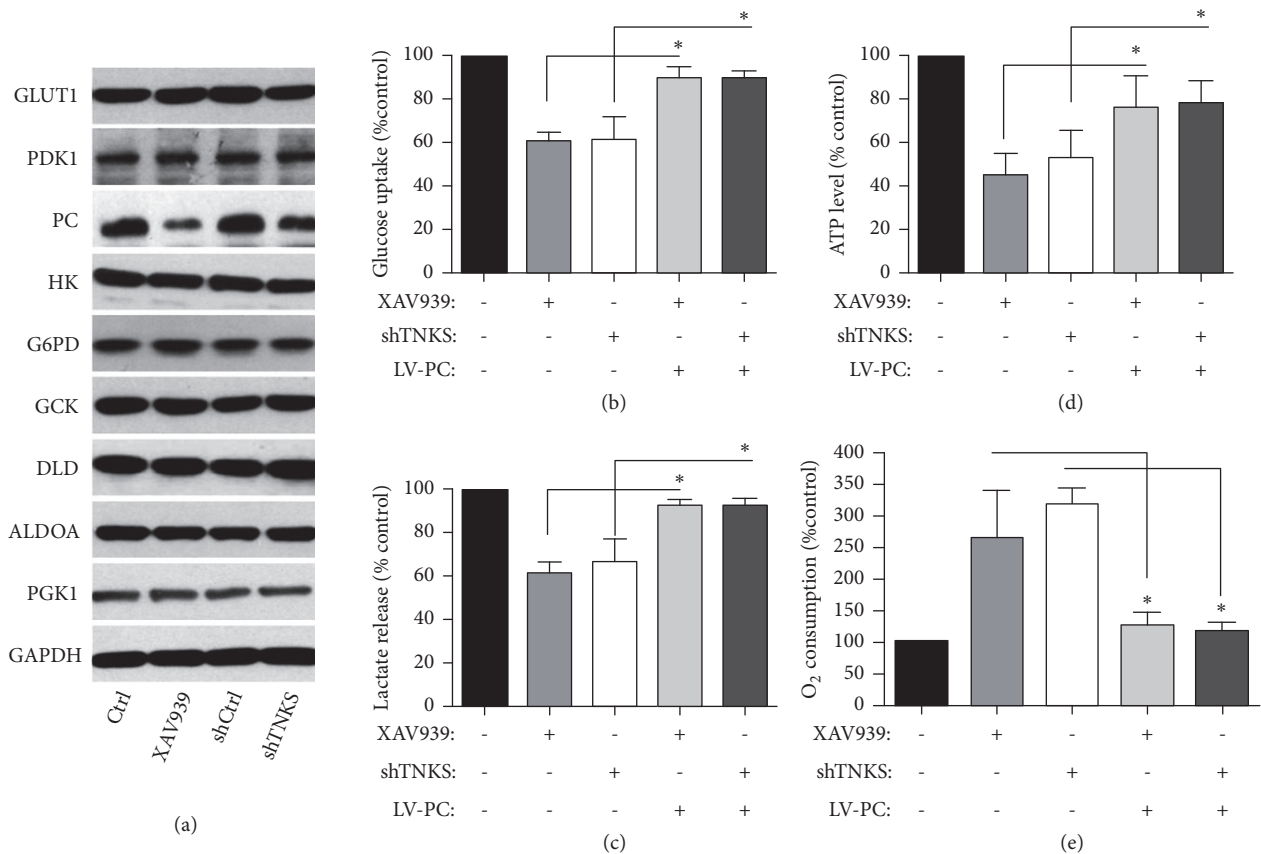 GLUT1
PDK1
PC
HK
G6PD
GCK
DLD
ALDOA
PGK1
GAPDH
Ctrl
XAV939
shCtrl
shTNKS
(a)
Glucose uptake (%control)
100
80
60
40
20
0
* *
XAV939: - + - + -
shTNKS: - - + - +
LV-PC: - - - + +
(b)
Lactate release (% control)
100
80
60
40
20
0
* *
XAV939: - + - + -
shTNKS: - - + - +
LV-PC: - - - + +
(c)
ATP level (% control)
100
80
60
40
20
0
* *
XAV939: - + - + -
shTNKS: - - + - +
LV-PC: - - - + +
(d)
O2 consumption (%control)
400
350
300
250
200
150
100
50
0
* *
XAV939: - + - + -
shTNKS: - - + - +
LV-PC: - - - + +
(e)